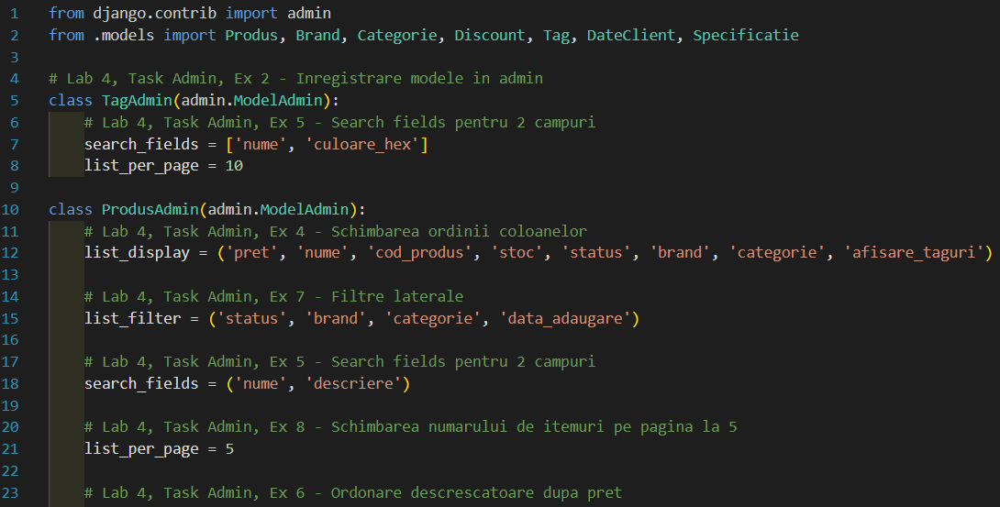 1 from django.contrib import admin
2 from .models import Produs, Brand, Categorie, Discount, Tag, DateClient, Specificatie
3
4 # Lab 4, Task Admin, Ex 2 - Inregistrare modele in admin
5 class TagAdmin(admin.ModelAdmin):
6     # Lab 4, Task Admin, Ex 5 - Search fields pentru 2 campuri
7     search_fields = ['nume', 'culoare_hex']
8     list_per_page = 10
9
10 class ProdusAdmin(admin.ModelAdmin):
11     # Lab 4, Task Admin, Ex 4 - Schimbarea ordinii coloanelor
12     list_display = ('pret', 'nume', 'cod_produs', 'stoc', 'status', 'brand', 'categorie', 'afisare_taguri')
13
14     # Lab 4, Task Admin, Ex 7 - Filtre laterale
15     list_filter = ('status', 'brand', 'categorie', 'data_adaugare')
16
17     # Lab 4, Task Admin, Ex 5 - Search fields pentru 2 campuri
18     search_fields = ('nume', 'descriere')
19
20     # Lab 4, Task Admin, Ex 8 - Schimbarea numarului de itemuri pe pagina la 5
21     list_per_page = 5
22
23     # Lab 4, Task Admin, Ex 6 - Ordonare descrescatoare dupa pret